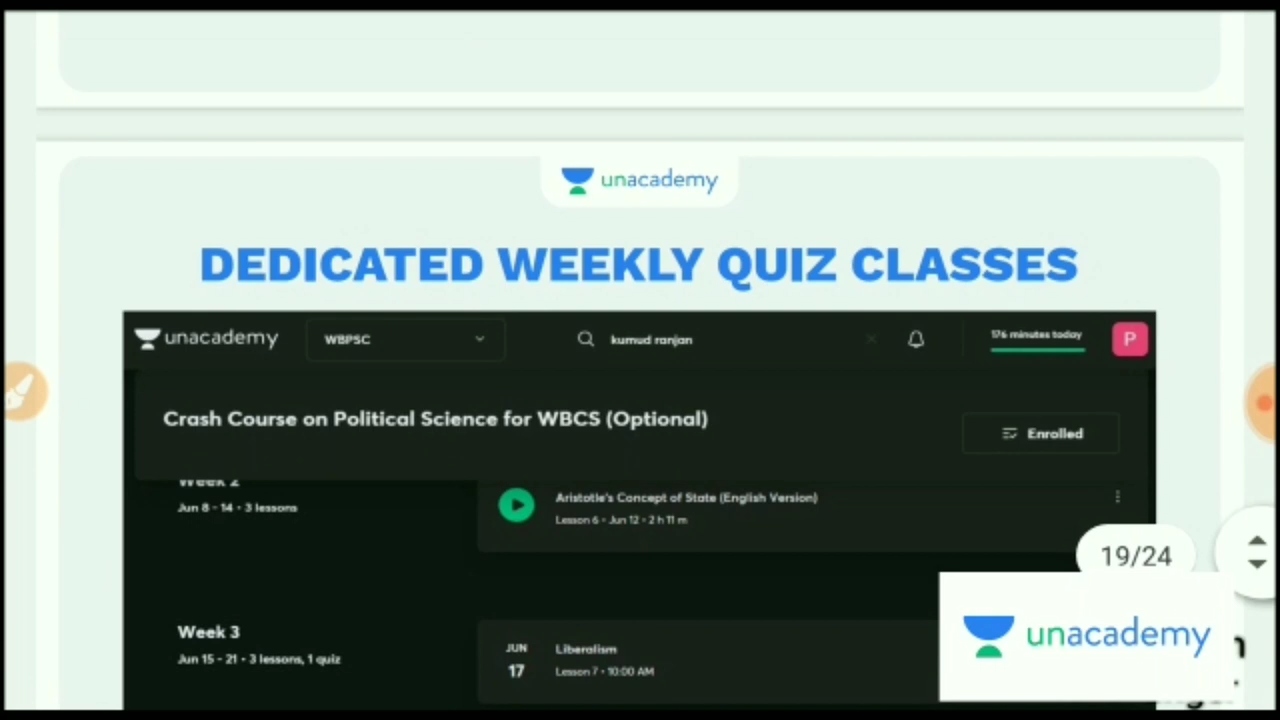 unacademy
DEDICATED WEEKLY QUIZ CLASSES
unacademy WBPSC kumud ranjan 176 minutes today P
Crash Course on Political Science for WBCS (Optional)
Enrolled
Week 2
Jun 8 - 14 • 3 lessons
Aristotle's Concept of State (English Version)
Lesson 6 • Jun 12 • 2 h 11 m
19/24
Week 3
Jun 15 - 21 • 3 lessons, 1 quiz
JUN
17
Liberalism
Lesson 7 • 10:00 AM
unacademy